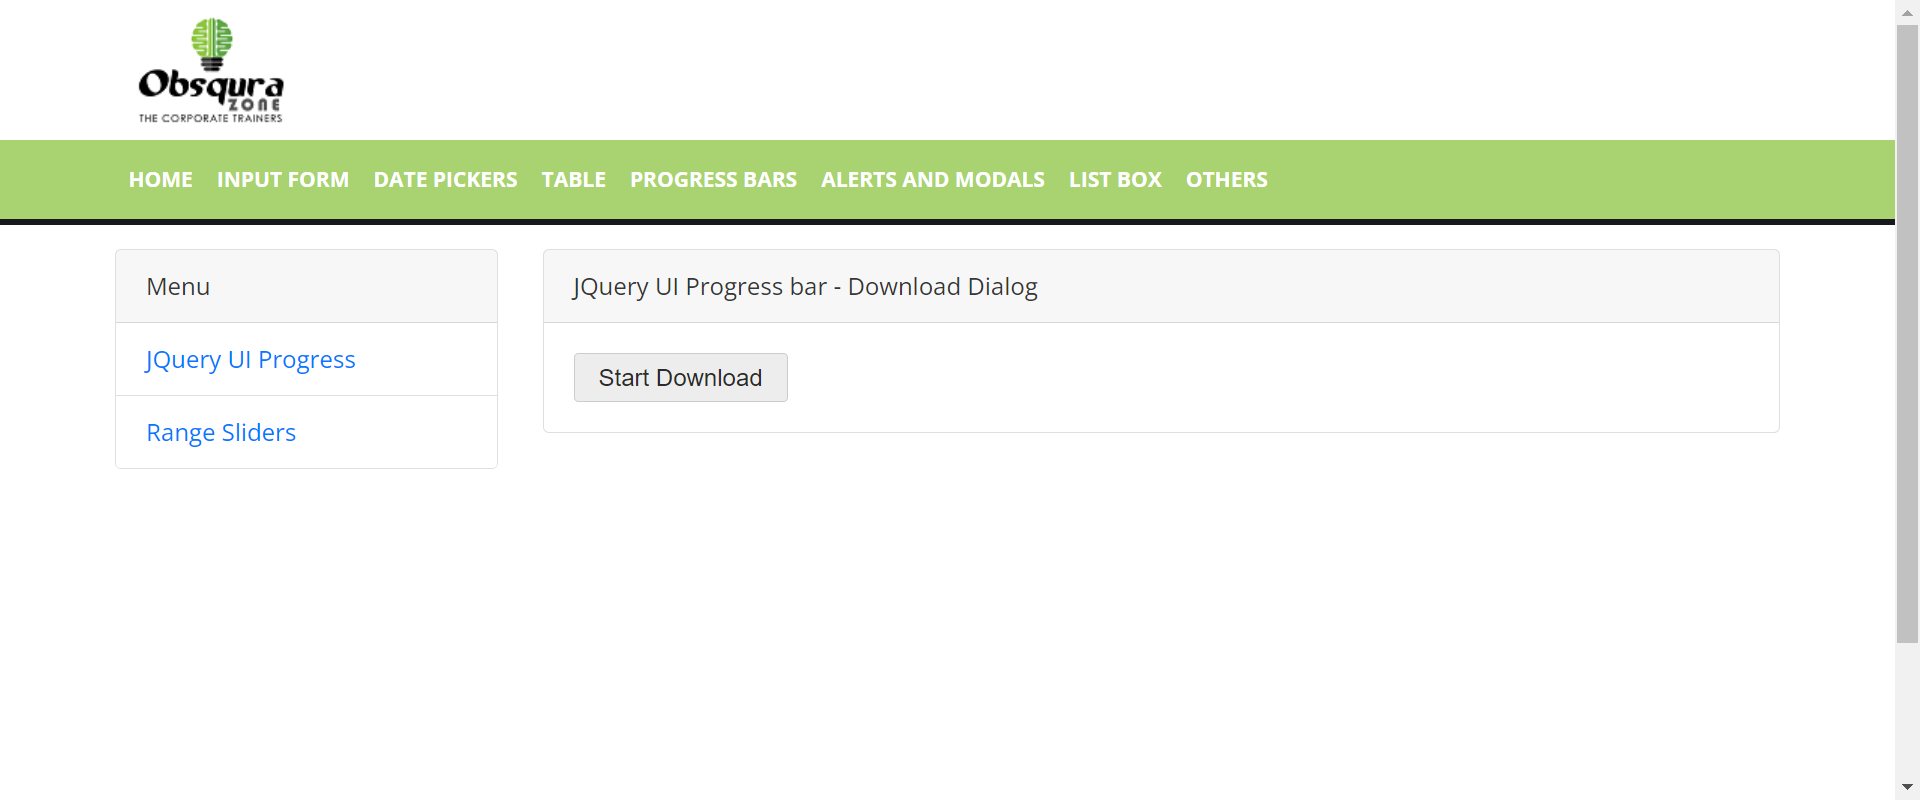 Obsqura
ZONE
THE CORPORATE TRAINERS
HOME INPUT FORM DATE PICKERS TABLE PROGRESS BARS ALERTS AND MODALS LIST BOX OTHERS
Menu
JQuery UI Progress
Range Sliders
JQuery UI Progress bar - Download Dialog
Start Download